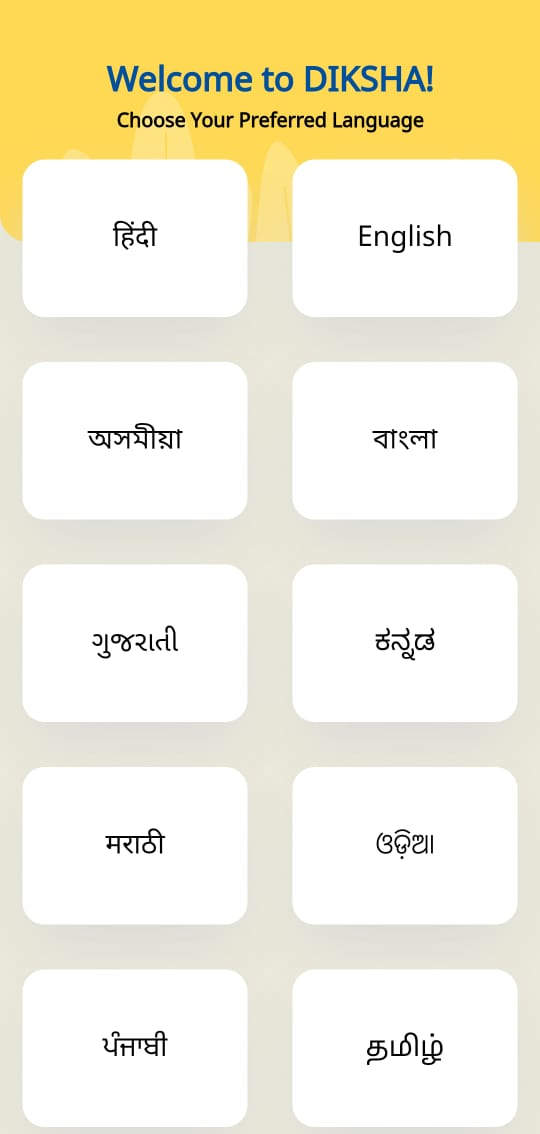 Welcome to DIKSHA!
Choose Your Preferred Language
हिंदी
English
অসমীয়া
বাংলা
ગુજરાતી
ಕನ್ನಡ
मराठी
ଓଡ଼ିଆ
ਪੰਜਾਬੀ
தமிழ்